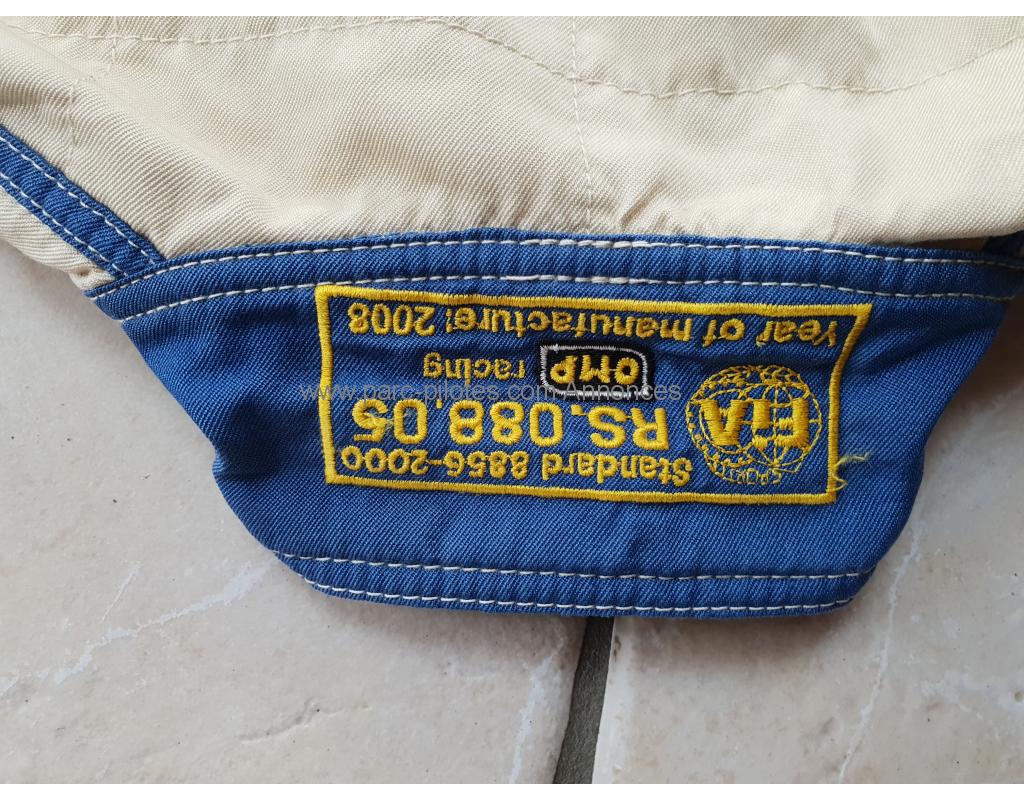 Standard 8856-2000
RS.088.05
FiA
OMP racing
Year of manufacture: 2008
www.parc-pilotes.com Annonces